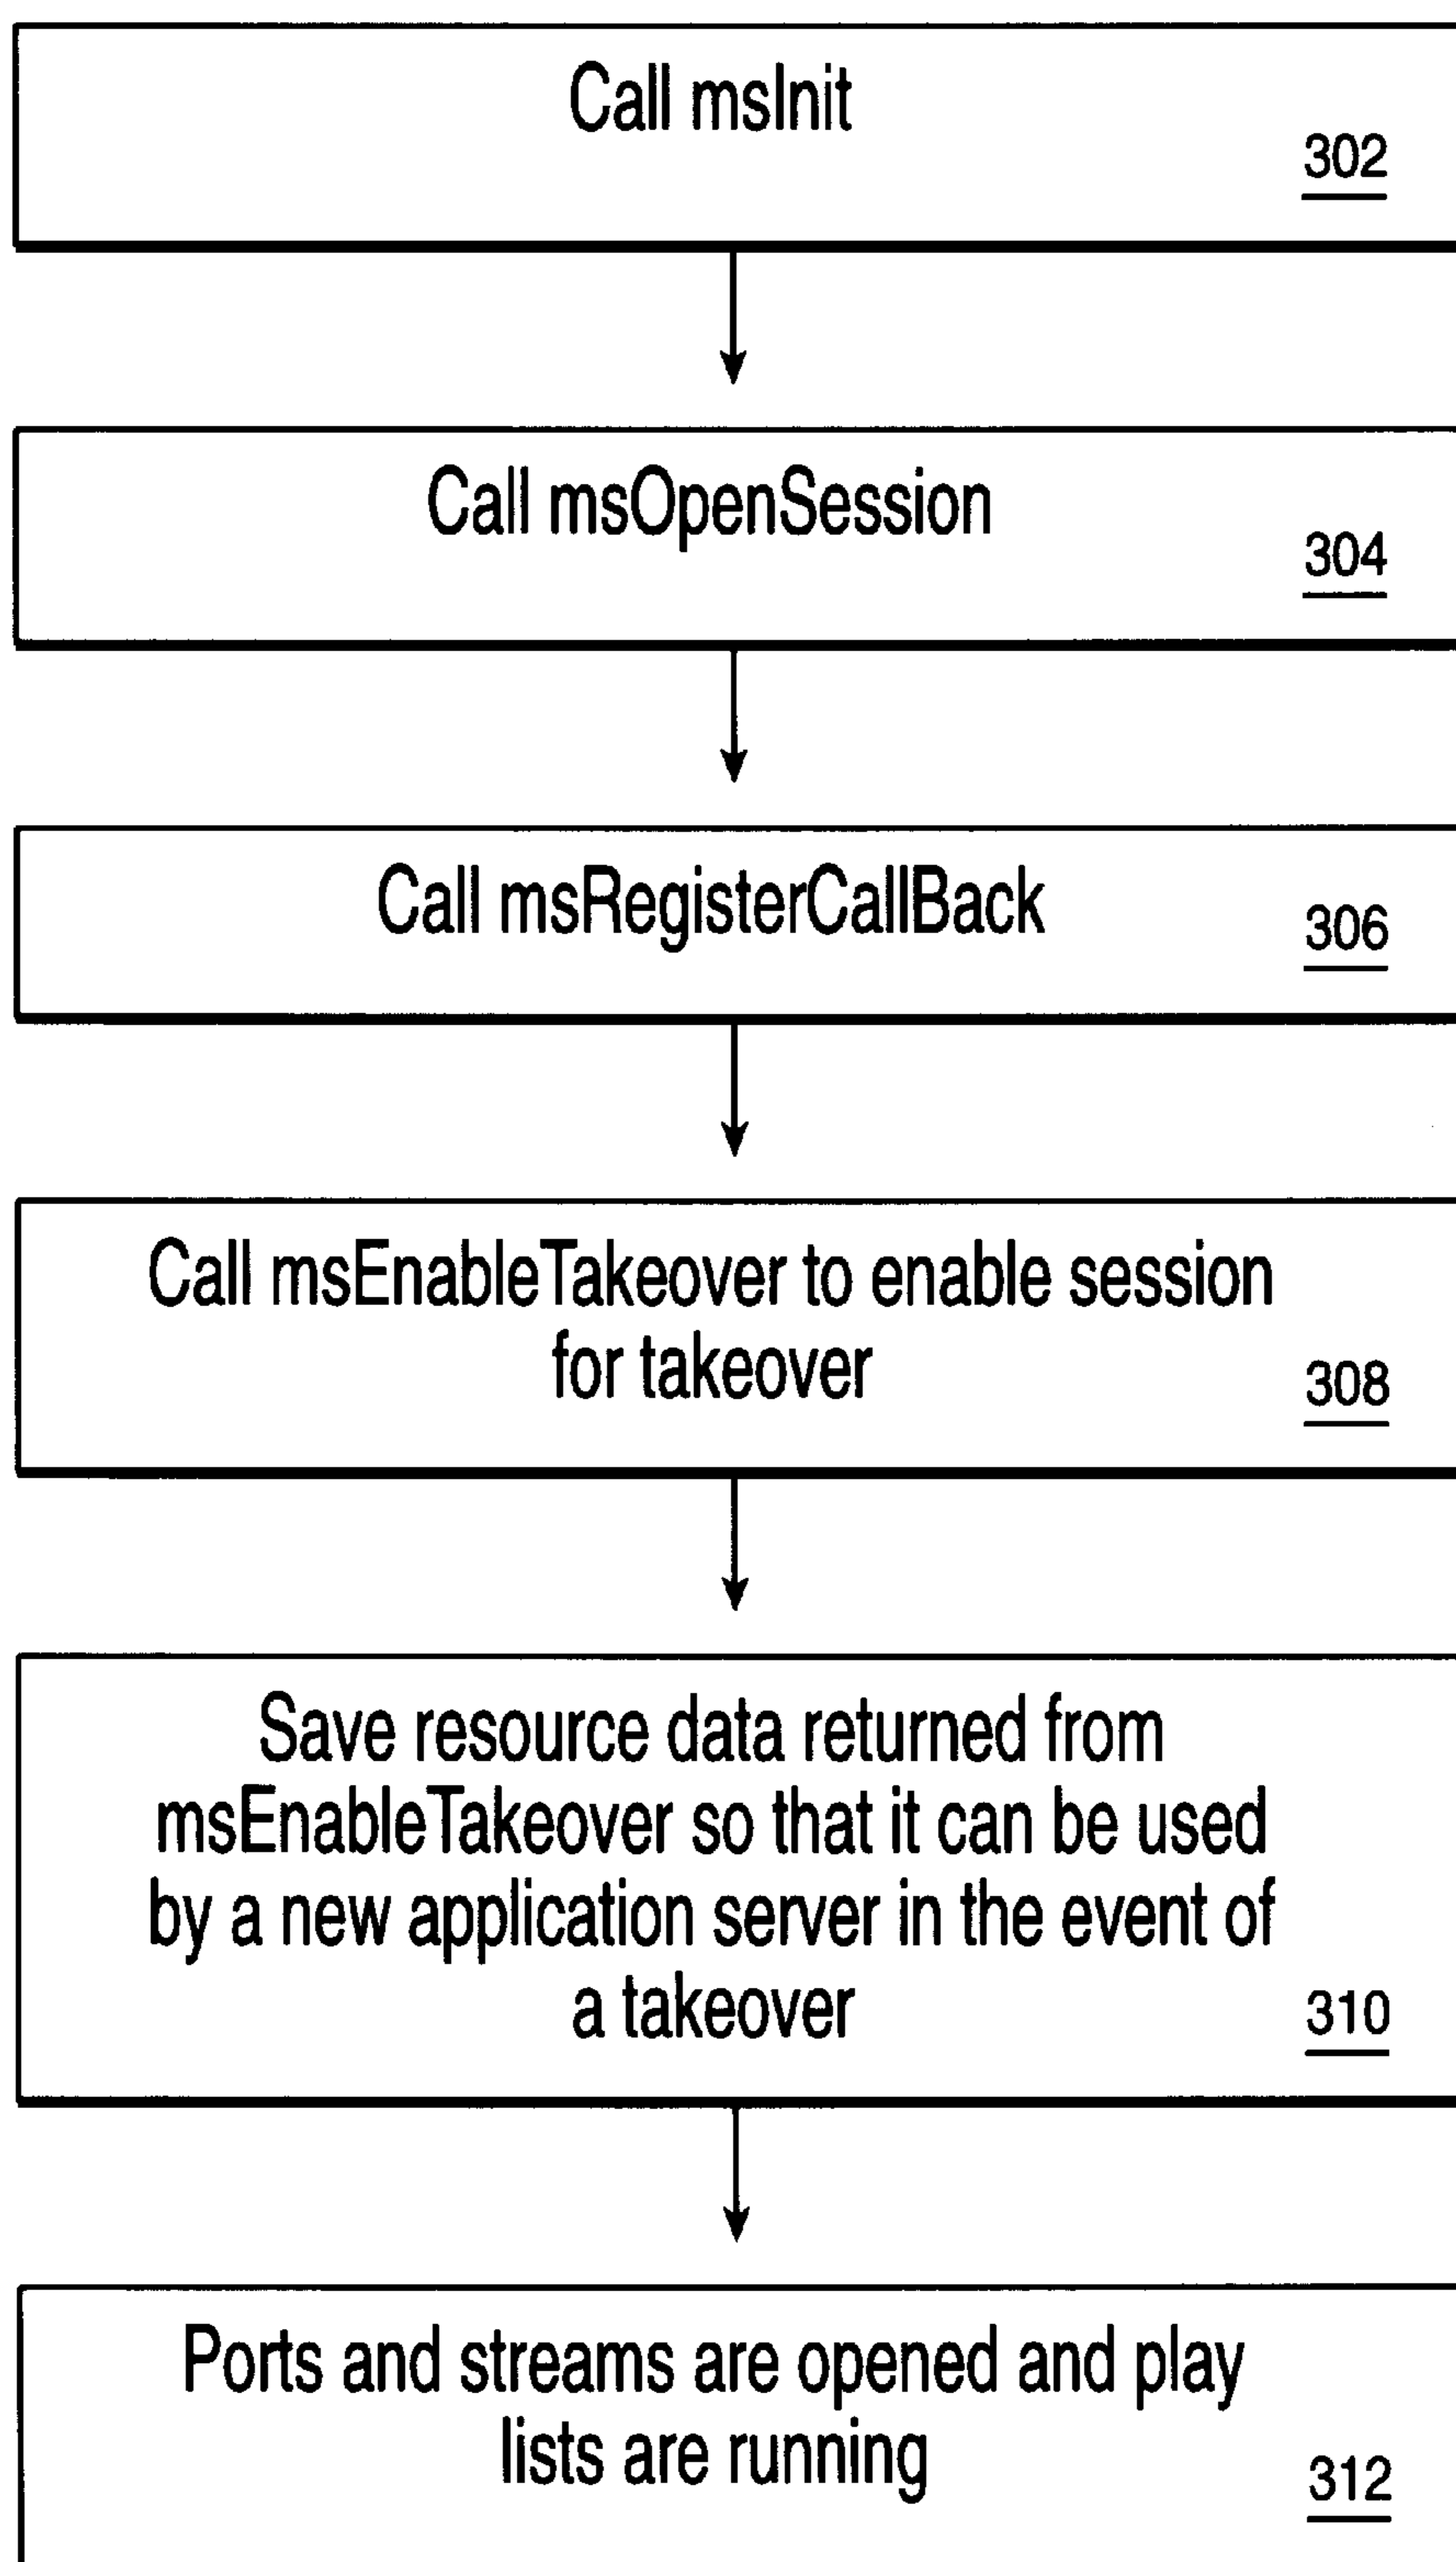 Call msInit
302
Call msOpenSession
304
Call msRegisterCallBack
306
Call msEnableTakeover to enable session
for takeover
308
Save resource data returned from
msEnableTakeover so that it can be used
by a new application server in the event of
a takeover
310
Ports and streams are opened and play
lists are running
312